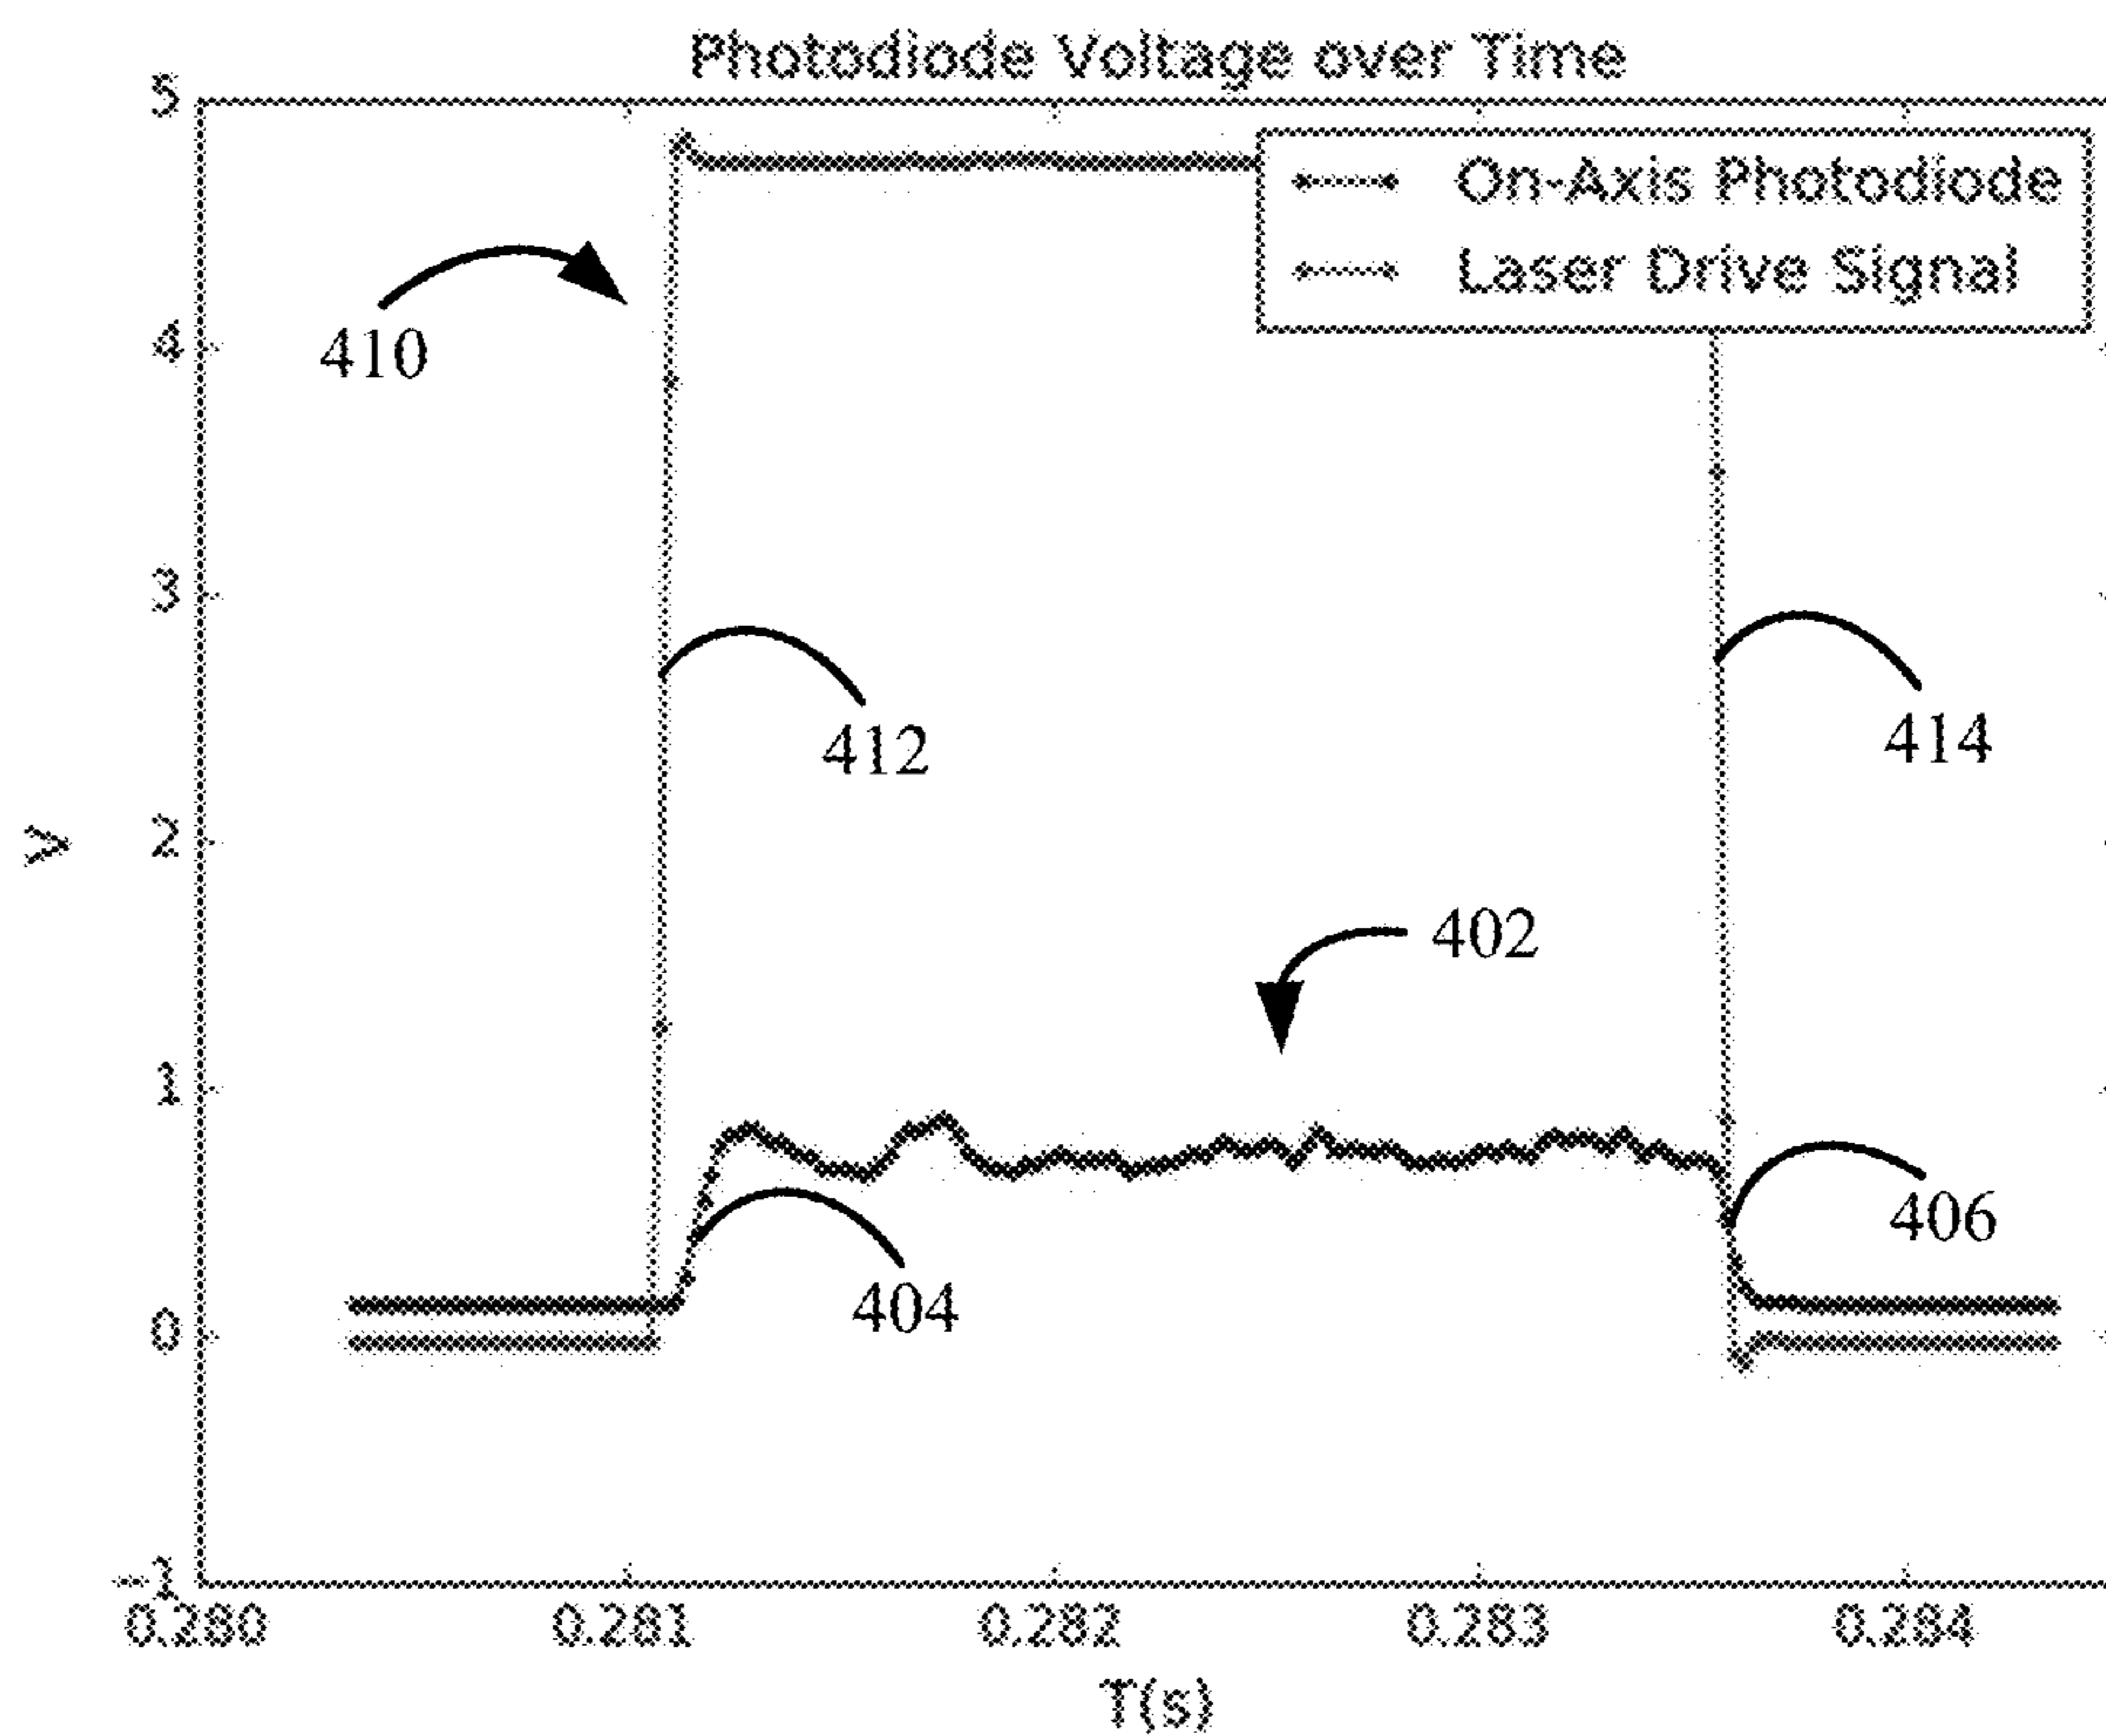 Photodiode Voltage over Time
5
On-Axis Photodiode
Laser Drive Signal
410
4
3
412
414
V
2
402
1
406
404
0
-1
0.280 0.281 0.282 0.283 0.284
T(s)